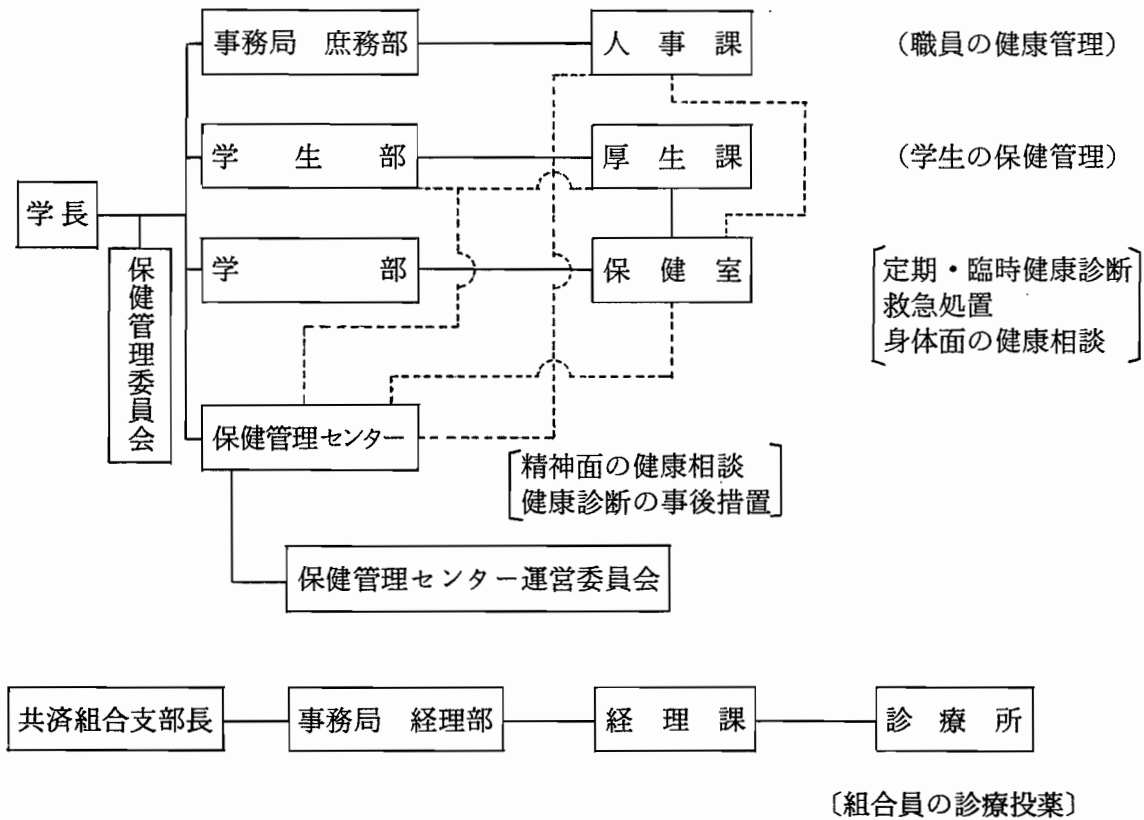 事務局 庶務部
人事課
(職員の健康管理)
学生部
厚生課
(学生の保健管理)
学長
保健管理委員会
学部
保健室
定期・臨時健康診断
救急処置
身体面の健康相談
保健管理センター
精神面の健康相談
健康診断の事後措置
保健管理センター運営委員会
共済組合支部長
事務局 経理部
経理課
診療所
〔組合員の診療投薬〕